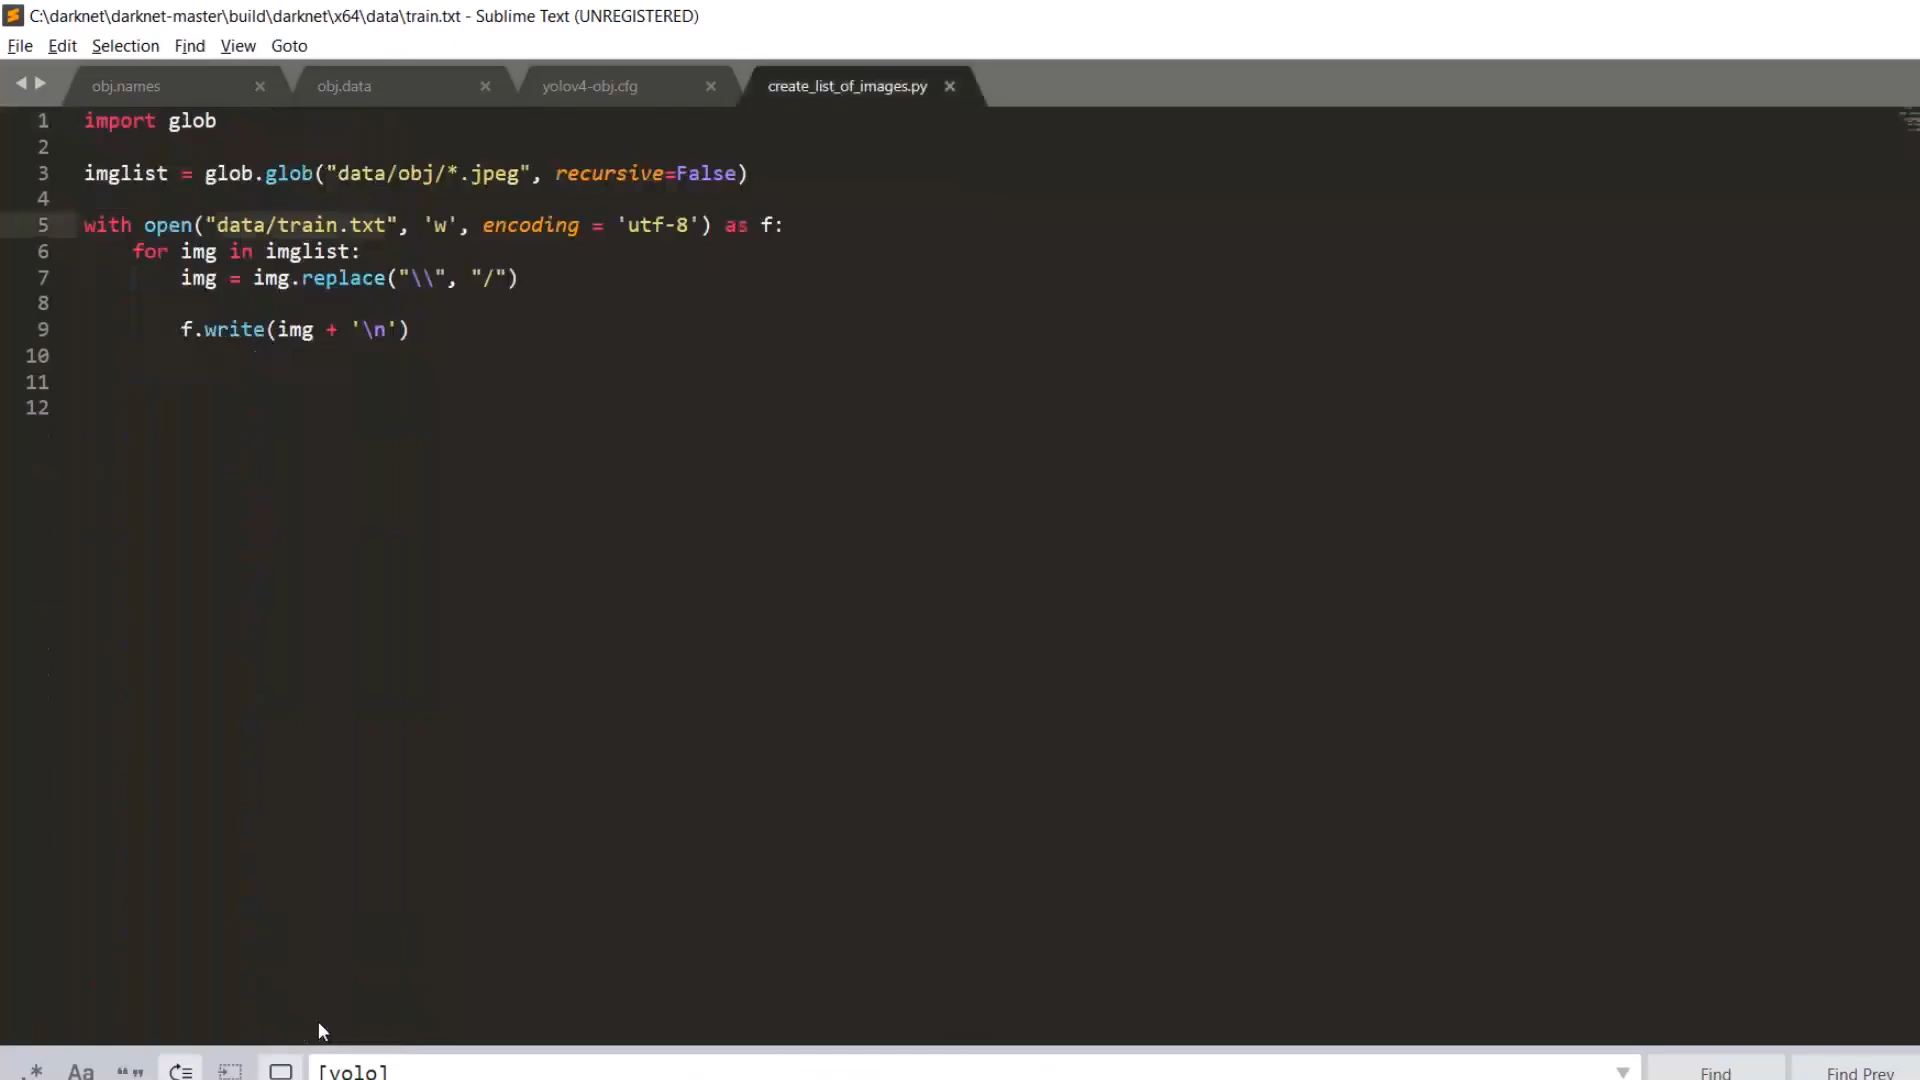 C:\darknet\darknet-master\build\darknet\x64\data\train.txt - Sublime Text (UNREGISTERED)
File Edit Selection Find View Goto
obj.names × obj.data × yolov4-obj.cfg × create_list_of_images.py ×
1 import glob
2
3 imglist = glob.glob("data/obj/*.jpeg", recursive=False)
4
5 with open("data/train.txt", 'w', encoding = 'utf-8') as f:
6     for img in imglist:
7         img = img.replace("\\", "/")
8
9         f.write(img + '\n')
10
11
12
.* Aa “” [yolo] Find Find Prev